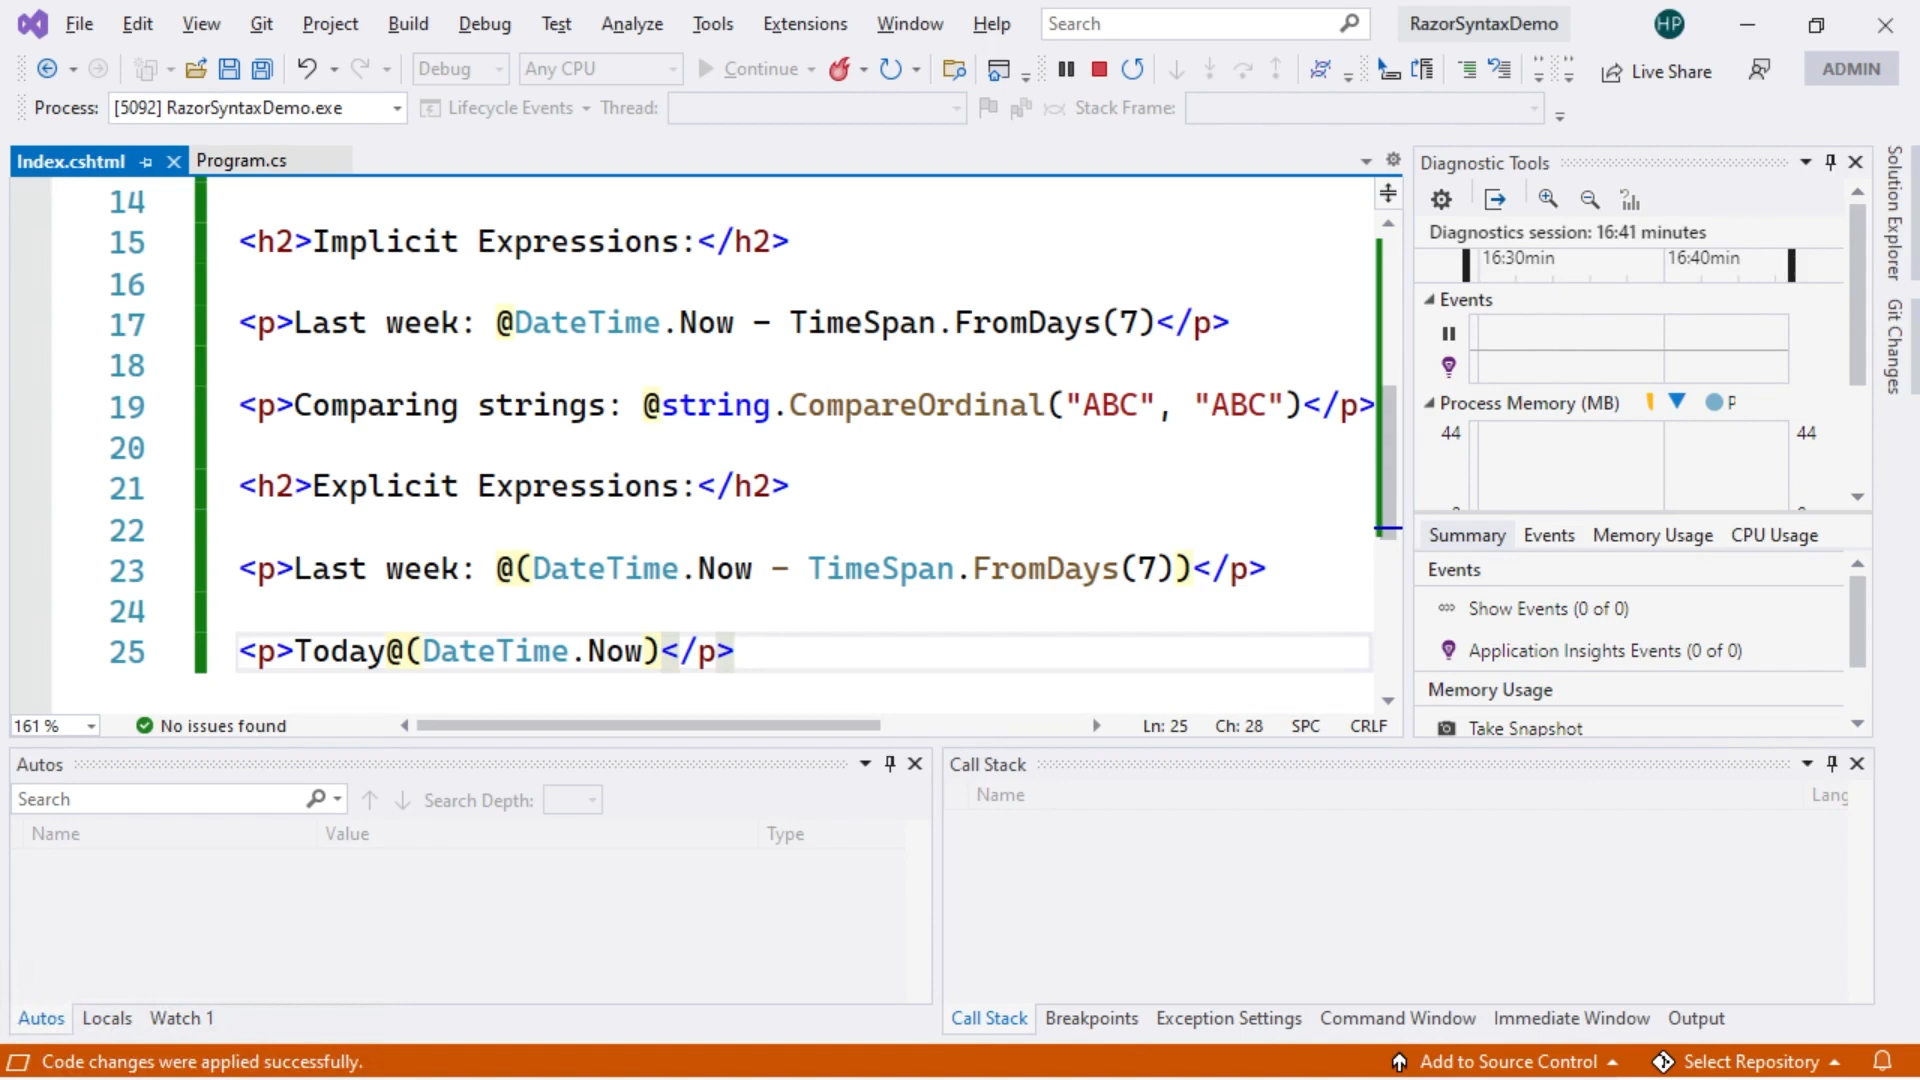 File Edit View Git Project Build Debug Test Analyze Tools Extensions Window Help Search RazorSyntaxDemo HP
Debug Any CPU Continue Live Share ADMIN
Process: [5092] RazorSyntaxDemo.exe Lifecycle Events Thread: Stack Frame:
Index.cshtml Program.cs
14
15 <h2>Implicit Expressions:</h2>
16
17 <p>Last week: @DateTime.Now - TimeSpan.FromDays(7)</p>
18
19 <p>Comparing strings: @string.CompareOrdinal("ABC", "ABC")</p>
20
21 <h2>Explicit Expressions:</h2>
22
23 <p>Last week: @(DateTime.Now - TimeSpan.FromDays(7))</p>
24
25 <p>Today@(DateTime.Now)</p>
161 % No issues found Ln: 25 Ch: 28 SPC CRLF
Diagnostic Tools
Diagnostics session: 16:41 minutes
16:30min 16:40min
Events
Process Memory (MB) P
44 44
Summary Events Memory Usage CPU Usage
Events
Show Events (0 of 0)
Application Insights Events (0 of 0)
Memory Usage
Take Snapshot
Solution Explorer
Git Changes
Autos
Search Search Depth:
Name Value Type
Autos Locals Watch 1
Call Stack
Name Lang
Call Stack Breakpoints Exception Settings Command Window Immediate Window Output
Code changes were applied successfully. Add to Source Control Select Repository